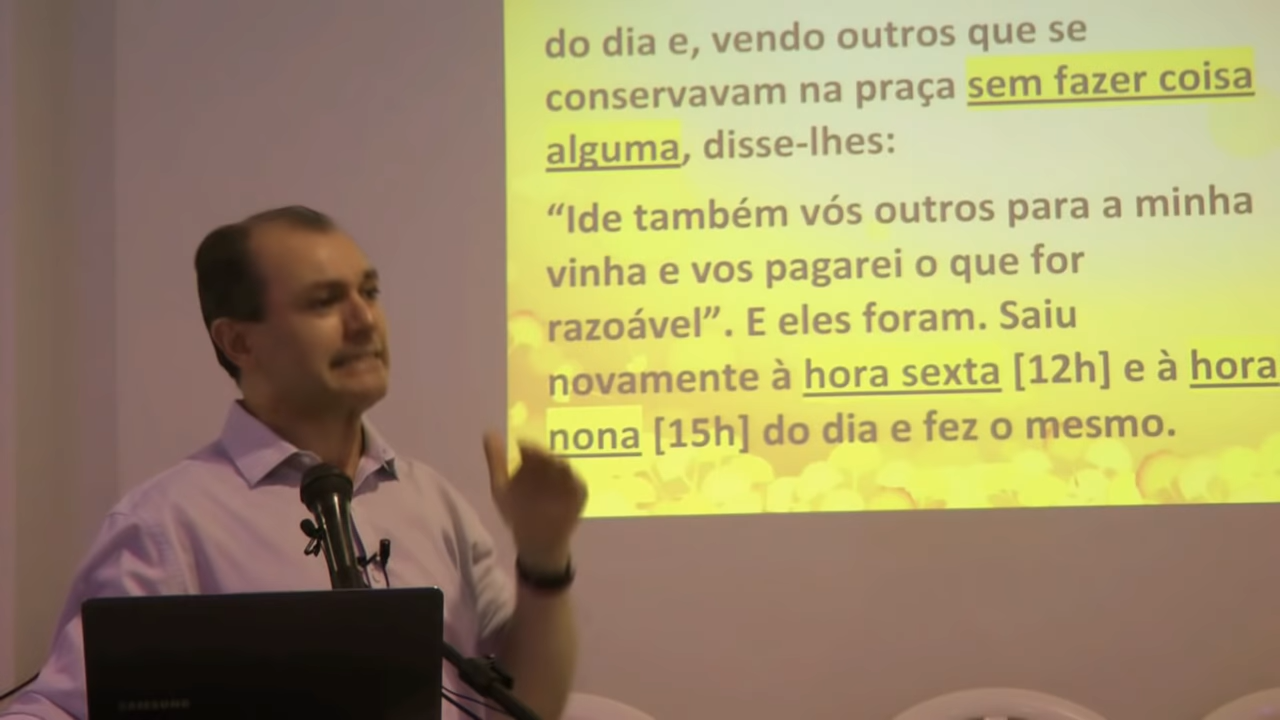 do dia e, vendo outros que se
conservavam na praça sem fazer coisa
alguma, disse-lhes:
“Ide também vós outros para a minha
vinha e vos pagarei o que for
razoável”. E eles foram. Saiu
novamente à hora sexta [12h] e à hora
nona [15h] do dia e fez o mesmo.
SAMSUNG